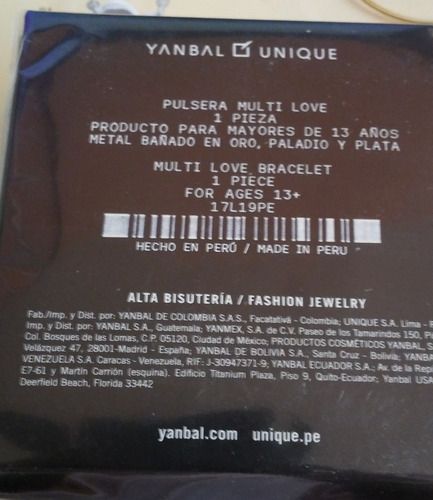 YANBAL UNIQUE
PULSERA MULTI LOVE
1 PIEZA
PRODUCTO PARA MAYORES DE 13 AÑOS
METAL BAÑADO EN ORO, PALADIO Y PLATA
MULTI LOVE BRACELET
1 PIECE
FOR AGES 13+
17L19PE
HECHO EN PERÚ / MADE IN PERU
ALTA BISUTERÍA / FASHION JEWELRY
Fab./Imp. y Dist. por: YANBAL DE COLOMBIA S.A.S., Facatativá - Colombia; UNIQUE S.A. Lima -
Imp. y Dist. por: YANBAL S.A., Guatemala; YANMEX, S.A. de C.V. Paseo de los Tamarindos 150,
Col. Bosques de las Lomas, C.P. 05120, Ciudad de México; PRODUCTOS COSMÉTICOS YANBAL,
Velázquez 47, 28001-Madrid - España; YANBAL DE BOLIVIA S.A., Santa Cruz - Bolivia;
VENEZUELA S.A. Caracas - Venezuela, RIF: J-30947371-9; YANBAL ECUADOR S.A.; Av. de la
E7-61 y Martín Carrión (esquina). Edificio Titanium Plaza, Piso 9, Quito-Ecuador; Yanbal USA
Deerfield Beach, Florida 33442
yanbal.com unique.pe